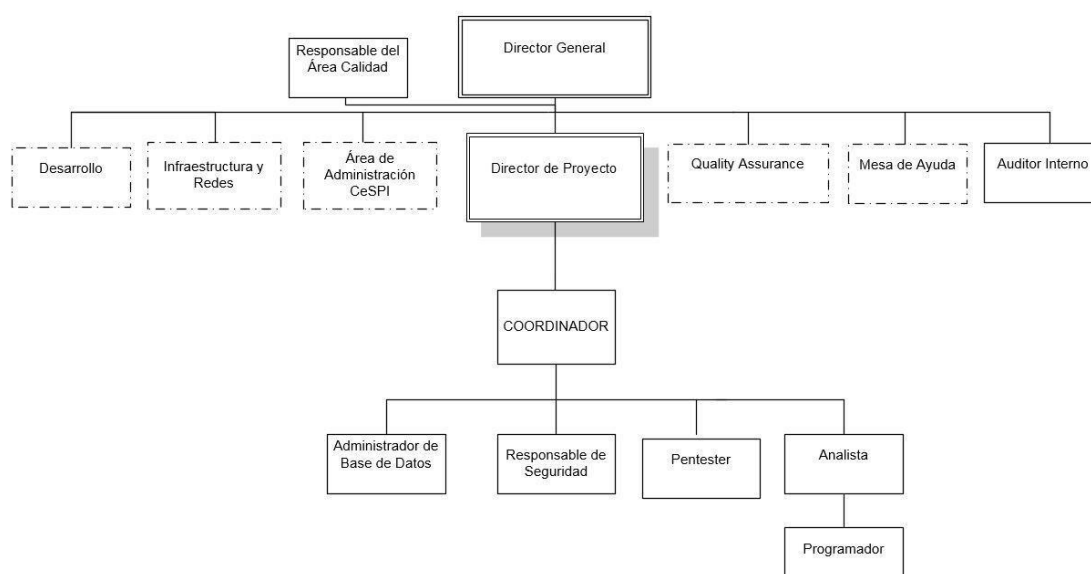 Director General
Responsable del
Área Calidad
Desarrollo
Infraestructura y
Redes
Área de
Administración
CeSPI
Director de Proyecto
Quality Assurance
Mesa de Ayuda
Auditor Interno
COORDINADOR
Administrador de
Base de Datos
Responsable de
Seguridad
Pentester
Analista
Programador